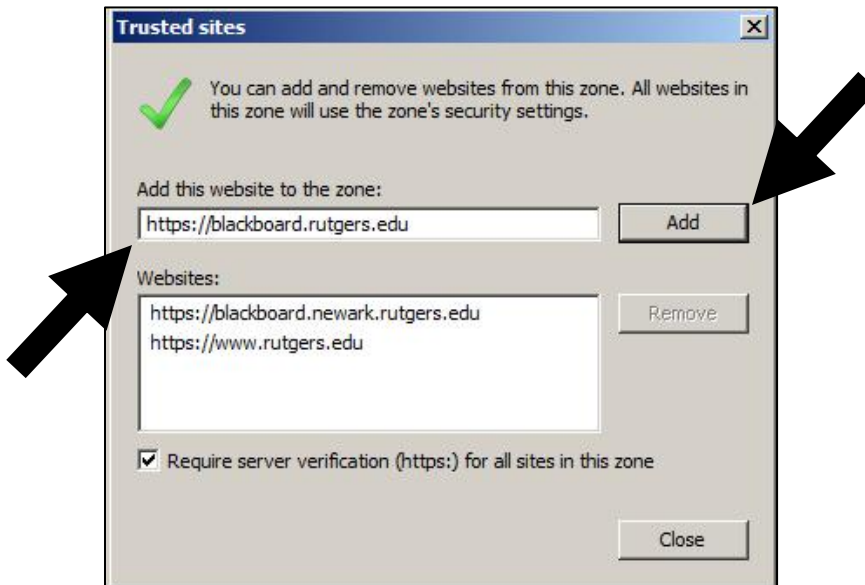 Trusted sites
You can add and remove websites from this zone. All websites in
this zone will use the zone's security settings.
Add this website to the zone:
https://blackboard.rutgers.edu
Add
Websites:
https://blackboard.newark.rutgers.edu
https://www.rutgers.edu
Remove
Require server verification (https:) for all sites in this zone
Close